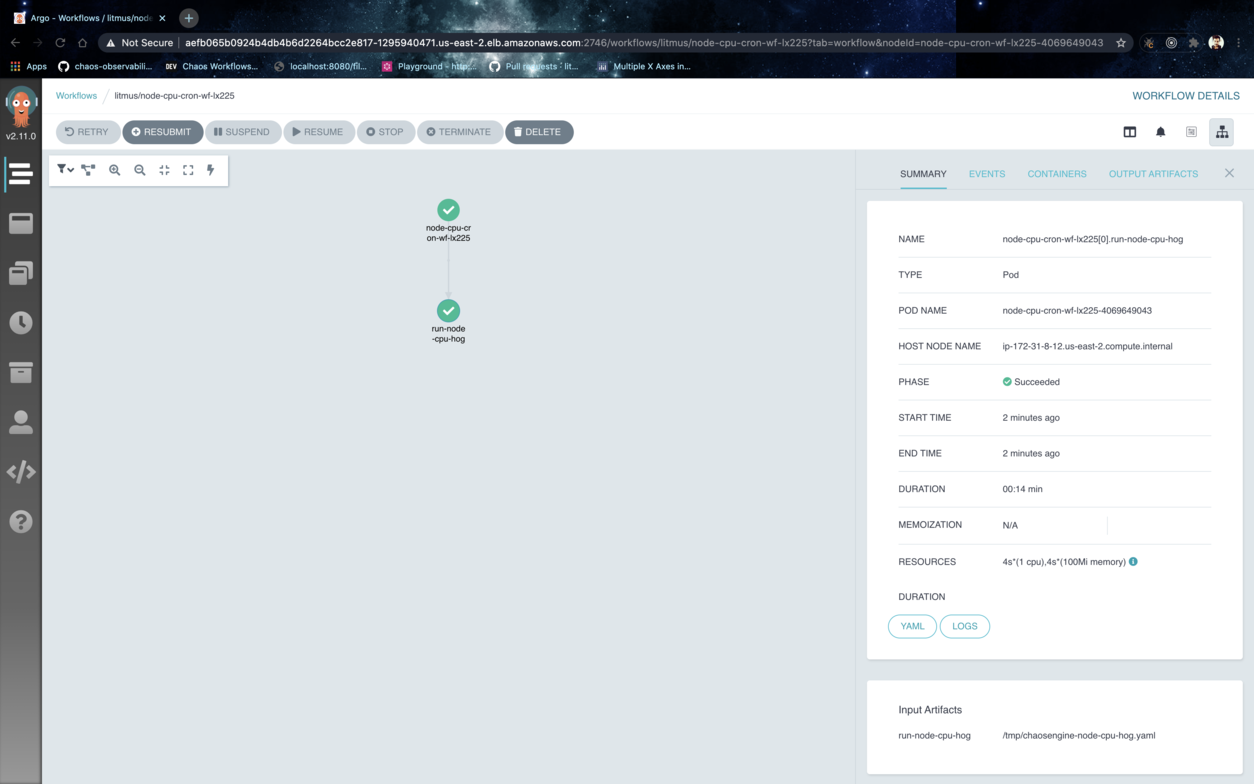 Argo - Workflows / litmus/node
Not Secure
aefb065b0924b4db4b6d2264bcc2e817-1295940471.us-east-2.elb.amazonaws.com:2746/workflows/litmus/node-cpu-cron-wf-lx225?tab=workflow&nodeId=node-cpu-cron-wf-lx225-4069649043
Apps
chaos-observabili...
DEV
Chaos Workflows...
localhost:8080/fil...
Playground - http:...
Pull requests · lit...
Multiple X Axes in...
v2.11.0
Workflows / litmus/node-cpu-cron-wf-lx225
WORKFLOW DETAILS
RETRY
RESUBMIT
SUSPEND
RESUME
STOP
TERMINATE
DELETE
node-cpu-cr
on-wf-lx225
run-node
-cpu-hog
SUMMARY
EVENTS
CONTAINERS
OUTPUT ARTIFACTS
NAME node-cpu-cron-wf-lx225[0].run-node-cpu-hog
TYPE Pod
POD NAME node-cpu-cron-wf-lx225-4069649043
HOST NODE NAME ip-172-31-8-12.us-east-2.compute.internal
PHASE Succeeded
START TIME 2 minutes ago
END TIME 2 minutes ago
DURATION 00:14 min
MEMOIZATION N/A
RESOURCES 4s*(1 cpu),4s*(100Mi memory)
DURATION
YAML
LOGS
Input Artifacts
run-node-cpu-hog /tmp/chaosengine-node-cpu-hog.yaml